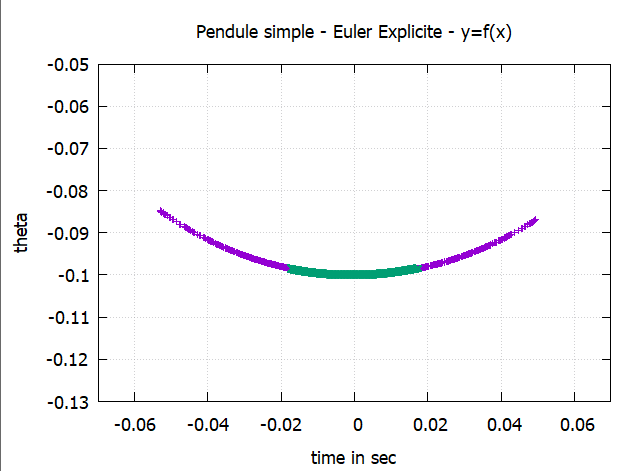 Pendule simple - Euler Explicite - y=f(x)
-0.05
-0.06
-0.07
-0.08
-0.09
-0.1
-0.11
-0.12
-0.13
theta
-0.06 -0.04 -0.02 0 0.02 0.04 0.06
time in sec